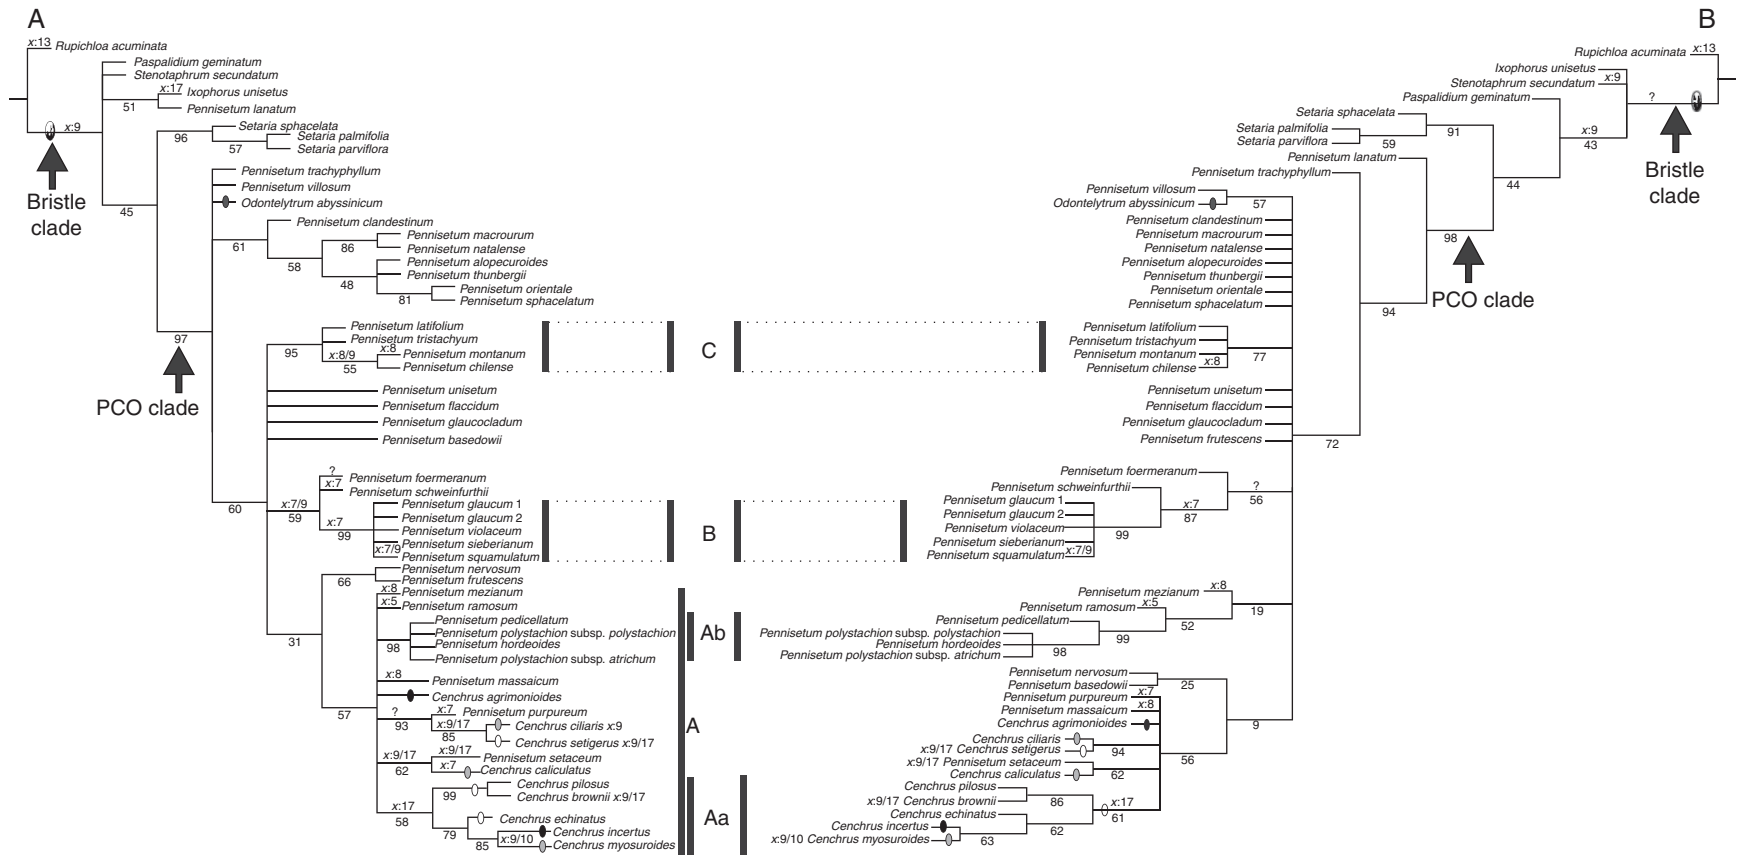 A
x:13 Rupichloa acuminata
Paspalidium geminatum
Stenotaphrum secundatum
x:17 Ixophorus unisetus
51
Pennisetum lanatum
x:9
Bristle
clade
Setaria sphacelata
96
Setaria palmifolia
57
Setaria parviflora
45
Pennisetum trachyphyllum
Pennisetum villosum
Odontelytrum abyssinicum
Pennisetum clandestinum
61
Pennisetum macrourum
86
Pennisetum natalense
58
Pennisetum alopecuroides
Pennisetum thunbergii
48
Pennisetum orientale
81
Pennisetum sphacelatum
97
PCO clade
Pennisetum latifolium
Pennisetum tristachyum
95
x:8/9
x:8
Pennisetum montanum
55
Pennisetum chilense
Pennisetum unisetum
Pennisetum flaccidum
Pennisetum glaucocladum
Pennisetum basedowii
60
x:7/9
59
?
Pennisetum foermeranum
x:7
Pennisetum schweinfurthii
Pennisetum glaucum 1
Pennisetum glaucum 2
x:7
99
Pennisetum violaceum
Pennisetum sieberianum
x:7/9
Pennisetum squamulatum
Pennisetum nervosum
66
Pennisetum frutescens
31
x:8
Pennisetum mezianum
x:5
Pennisetum ramosum
Pennisetum pedicellatum
Pennisetum polystachion subsp. polystachion
98
Pennisetum hordeoides
Pennisetum polystachion subsp. atrichum
57
x:8
Pennisetum massaicum
Cenchrus agrimonioides
?
93
x:7
Pennisetum purpureum
x:9/17
85
Cenchrus ciliaris x:9
Cenchrus setigerus x:9/17
x:9/17
62
x:9/17
Pennisetum setaceum
x:7
Cenchrus caliculatus
x:17
58
Cenchrus pilosus
99
Cenchrus brownii x:9/17
Cenchrus echinatus
79
Cenchrus incertus
x:9/10
85
Cenchrus myosuroides
C
B
Ab
A
Aa
B
Rupichloa acuminata x:13
Ixophorus unisetus
x:9
Stenotaphrum secundatum
Paspalidium geminatum
?
Bristle
clade
x:9
43
Setaria sphacelata
Setaria palmifolia
91
Setaria parviflora
59
44
Pennisetum lanatum
Pennisetum trachyphyllum
98
PCO clade
94
Pennisetum villosum
Odontelytrum abyssinicum
57
Pennisetum clandestinum
Pennisetum macrourum
Pennisetum natalense
Pennisetum alopecuroides
Pennisetum thunbergii
Pennisetum orientale
Pennisetum sphacelatum
Pennisetum latifolium
Pennisetum tristachyum
Pennisetum montanum
77
x:8
Pennisetum chilense
Pennisetum unisetum
Pennisetum flaccidum
Pennisetum glaucocladum
Pennisetum frutescens
72
Pennisetum foermeranum
?
56
Pennisetum schweinfurthii
x:7
87
Pennisetum glaucum 1
Pennisetum glaucum 2
Pennisetum violaceum
99
Pennisetum sieberianum
Pennisetum squamulatum x:7/9
x:8
Pennisetum mezianum
19
Pennisetum ramosum x:5
52
Pennisetum pedicellatum
99
Pennisetum polystachion subsp. polystachion
Pennisetum hordeoides
98
Pennisetum polystachion subsp. atrichum
Pennisetum nervosum
Pennisetum basedowii
25
x:7
Pennisetum purpureum
x:8
Pennisetum massaicum
Cenchrus agrimonioides
9
Cenchrus ciliaris
x:9/17 Cenchrus setigerus
94
56
x:9/17 Pennisetum setaceum
Cenchrus caliculatus
62
Cenchrus pilosus
x:9/17 Cenchrus brownii
86
x:17
61
Cenchrus echinatus
Cenchrus incertus
62
x:9/10 Cenchrus myosuroides
63